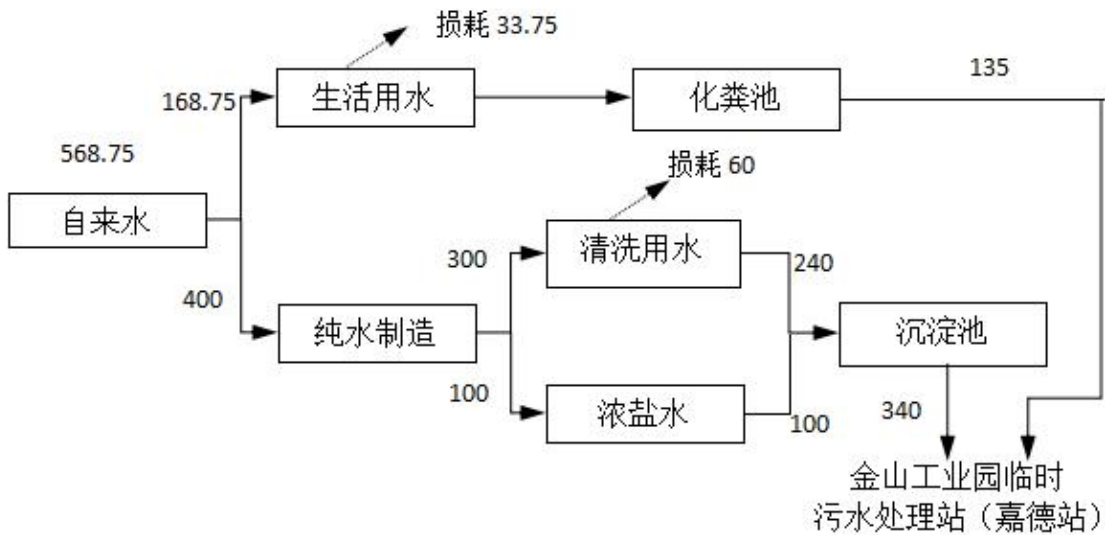 损耗 33.75
135
168.75
生活用水
化粪池
568.75
损耗 60
自来水
清洗用水
300
240
400
纯水制造
沉淀池
100
浓盐水
100
340
金山工业园临时
污水处理站（嘉德站）